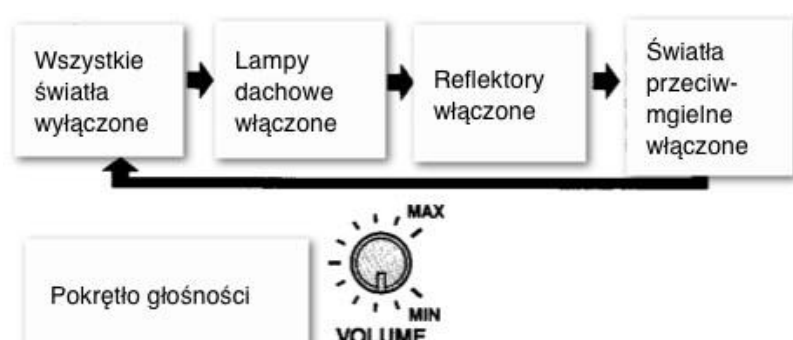 Wszystkie
światła
wyłączone
Lampy
dachowe
włączone
Reflektory
włączone
Światła
przeciw-
mgielne
włączone
MAX
Pokrętło głośności
MIN
VOLUME